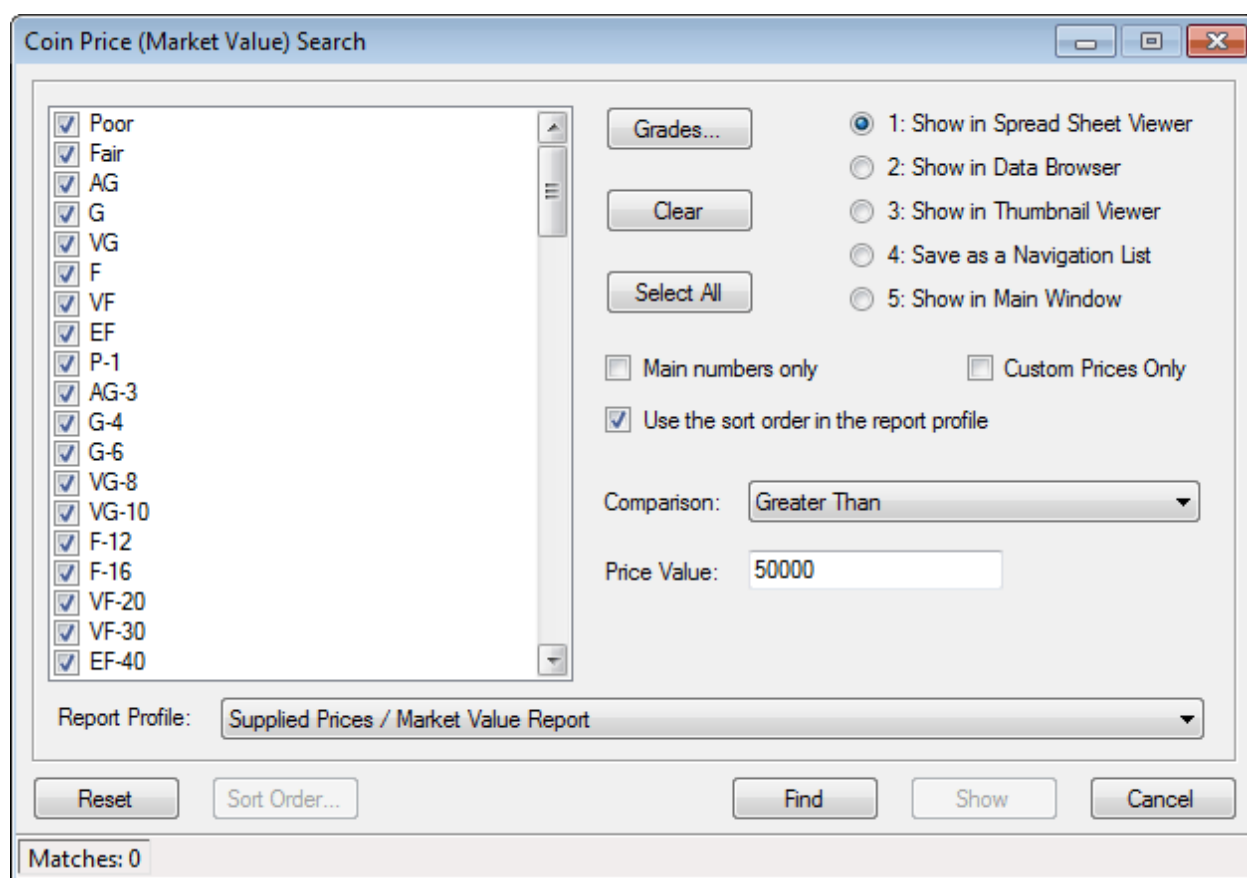 Coin Price (Market Value) Search
Poor
Fair
AG
G
VG
F
VF
EF
P-1
AG-3
G-4
G-6
VG-8
VG-10
F-12
F-16
VF-20
VF-30
EF-40
Grades...
Clear
Select All
1: Show in Spread Sheet Viewer
2: Show in Data Browser
3: Show in Thumbnail Viewer
4: Save as a Navigation List
5: Show in Main Window
Main numbers only
Custom Prices Only
Use the sort order in the report profile
Comparison: Greater Than
Price Value: 50000
Report Profile: Supplied Prices / Market Value Report
Reset
Sort Order...
Find
Show
Cancel
Matches: 0